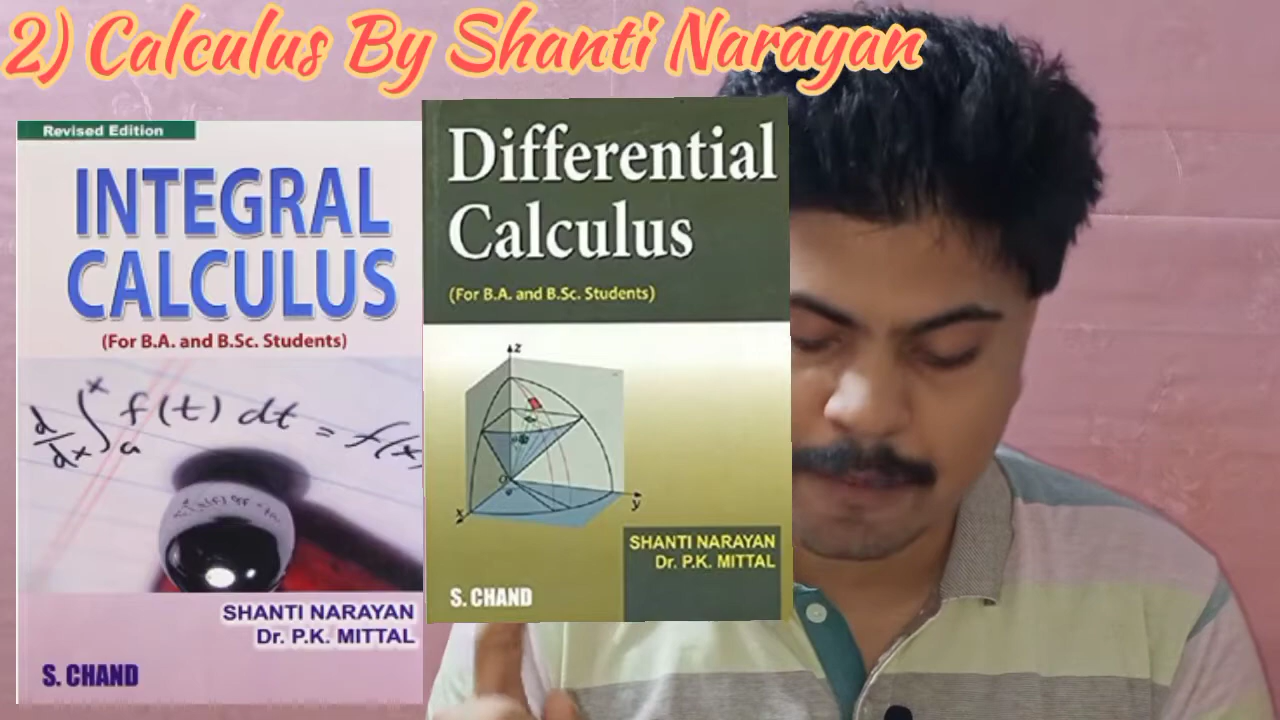 2) Calculus By Shanti Narayan
Revised Edition
INTEGRAL
CALCULUS
(For B.A. and B.Sc. Students)
d/dx ∫ₐˣ f(t) dt = f(x)
SHANTI NARAYAN
Dr. P.K. MITTAL
S. CHAND
Differential
Calculus
(For B.A. and B.Sc. Students)
z
x
y
SHANTI NARAYAN
Dr. P.K. MITTAL
S. CHAND